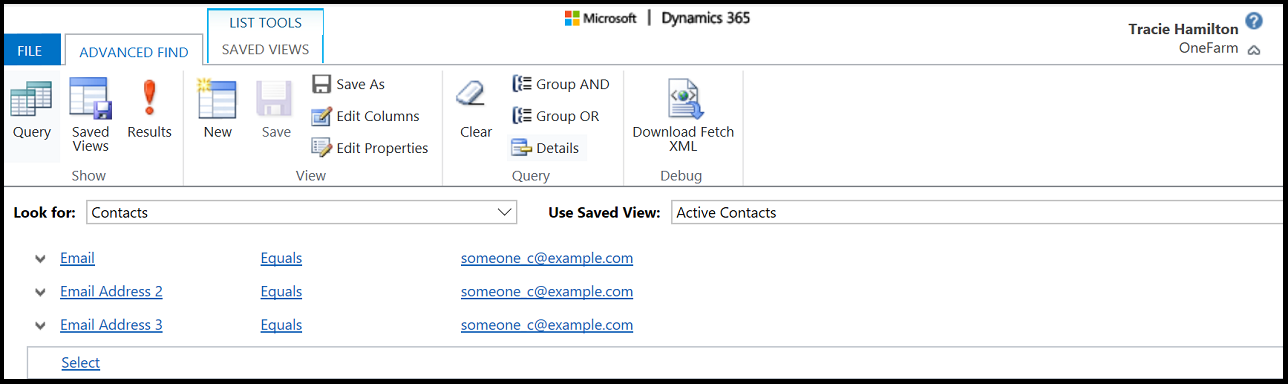 LIST TOOLS
Microsoft | Dynamics 365
Tracie Hamilton
FILE
ADVANCED FIND
SAVED VIEWS
OneFarm
Query
Saved Views
Results
New
Save
Save As
Edit Columns
Edit Properties
Clear
Group AND
Group OR
Details
Download Fetch XML
Show
View
Query
Debug
Look for: Contacts
Use Saved View: Active Contacts
Email Equals someone_c@example.com
Email Address 2 Equals someone_c@example.com
Email Address 3 Equals someone_c@example.com
Select